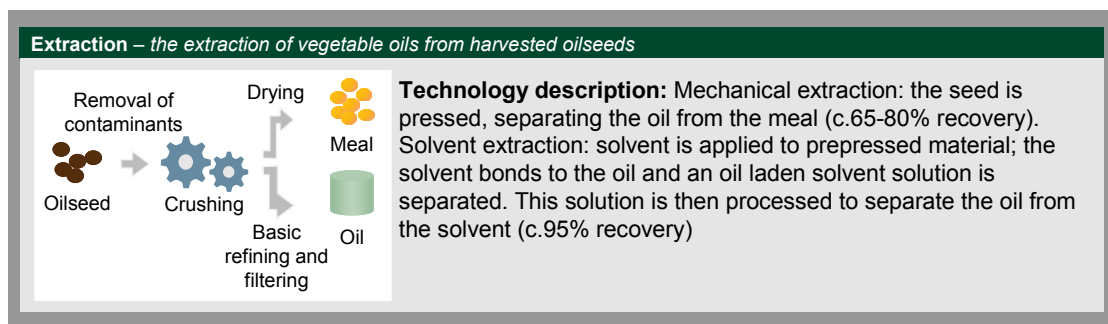 Extraction – the extraction of vegetable oils from harvested oilseeds
Removal of
contaminants
Oilseed
Crushing
Drying
Meal
Basic
refining and
filtering
Oil
Technology description: Mechanical extraction: the seed is
pressed, separating the oil from the meal (c.65-80% recovery).
Solvent extraction: solvent is applied to prepressed material; the
solvent bonds to the oil and an oil laden solvent solution is
separated. This solution is then processed to separate the oil from
the solvent (c.95% recovery)